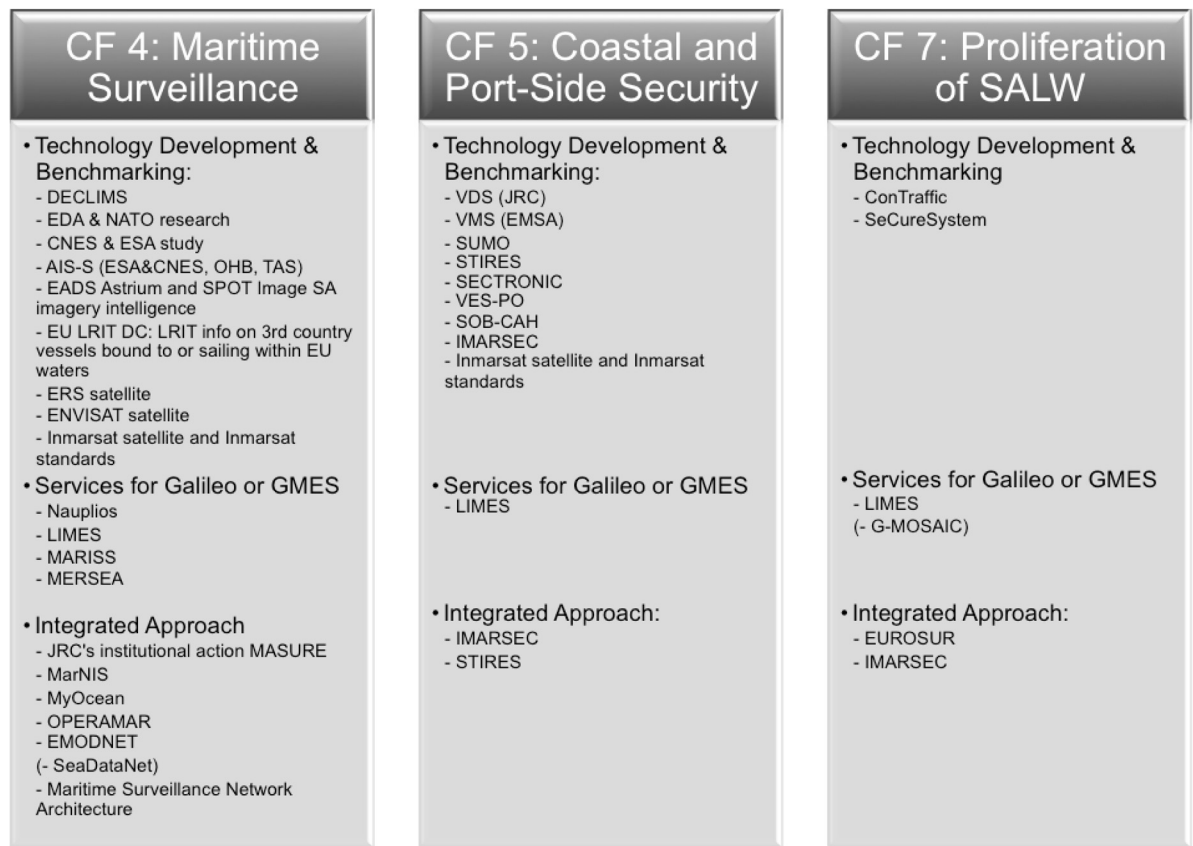 CF 4: Maritime
Surveillance
• Technology Development &
Benchmarking:
- DECLIMS
- EDA & NATO research
- CNES & ESA study
- AIS-S (ESA&CNES, OHB, TAS)
- EADS Astrium and SPOT Image SA
imagery intelligence
- EU LRIT DC: LRIT info on 3rd country
vessels bound to or sailing within EU
waters
- ERS satellite
- ENVISAT satellite
- Inmarsat satellite and Inmarsat
standards
• Services for Galileo or GMES
- Nauplios
- LIMES
- MARISS
- MERSEA
• Integrated Approach
- JRC's institutional action MASURE
- MarNIS
- MyOcean
- OPERAMAR
- EMODNET
(- SeaDataNet)
- Maritime Surveillance Network
Architecture
CF 5: Coastal and
Port-Side Security
• Technology Development &
Benchmarking:
- VDS (JRC)
- VMS (EMSA)
- SUMO
- STIRES
- SECTRONIC
- VES-PO
- SOB-CAH
- IMARSEC
- Inmarsat satellite and Inmarsat
standards
• Services for Galileo or GMES
- LIMES
• Integrated Approach:
- IMARSEC
- STIRES
CF 7: Proliferation
of SALW
• Technology Development &
Benchmarking
- ConTraffic
- SeCureSystem
• Services for Galileo or GMES
- LIMES
(- G-MOSAIC)
• Integrated Approach:
- EUROSUR
- IMARSEC